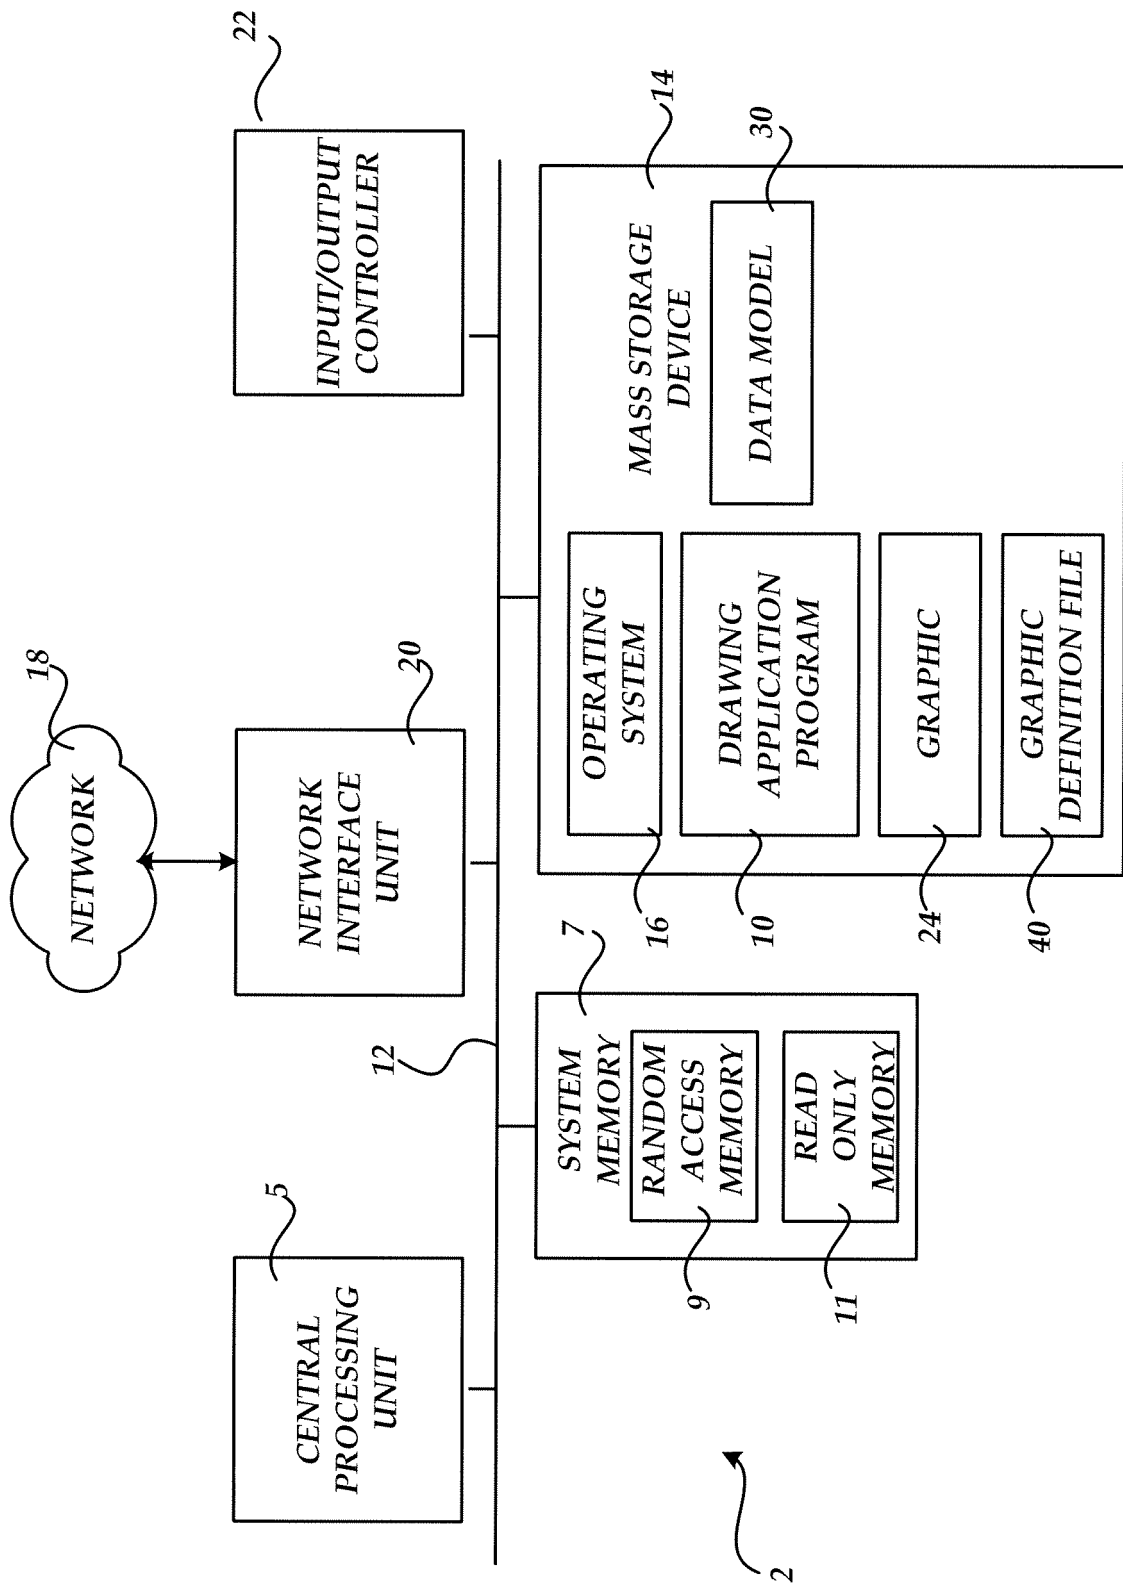 18
NETWORK
22
5
CENTRAL
PROCESSING
UNIT
20
NETWORK
INTERFACE
UNIT
INPUT/OUTPUT
CONTROLLER
12
7
SYSTEM
MEMORY
RANDOM
ACCESS
MEMORY
9
READ
ONLY
MEMORY
11
14
MASS STORAGE
DEVICE
OPERATING
SYSTEM
16
30
DATA MODEL
DRAWING
APPLICATION
PROGRAM
10
GRAPHIC
24
GRAPHIC
DEFINITION FILE
40
2